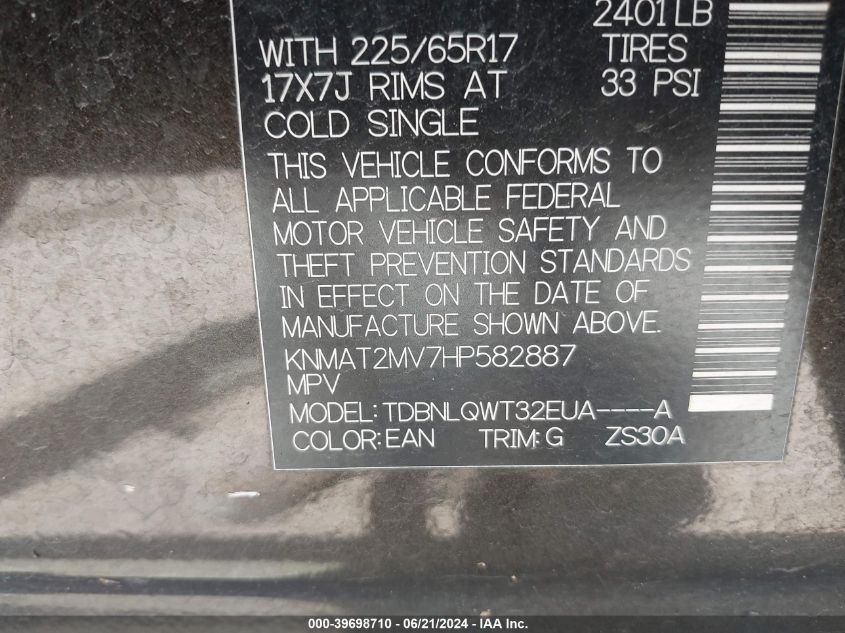 2401 LB
WITH 225/65R17 TIRES
17X7J RIMS AT 33 PSI
COLD SINGLE
THIS VEHICLE CONFORMS TO
ALL APPLICABLE FEDERAL
MOTOR VEHICLE SAFETY AND
THEFT PREVENTION STANDARDS
IN EFFECT ON THE DATE OF
MANUFACTURE SHOWN ABOVE.
KNMAT2MV7HP582887
MPV
MODEL:TDBNLQWT32EUA----A
COLOR:EAN TRIM:G ZS30A
000-39698710 - 06/21/2024 - COPYRIGHT IAA, LLC.